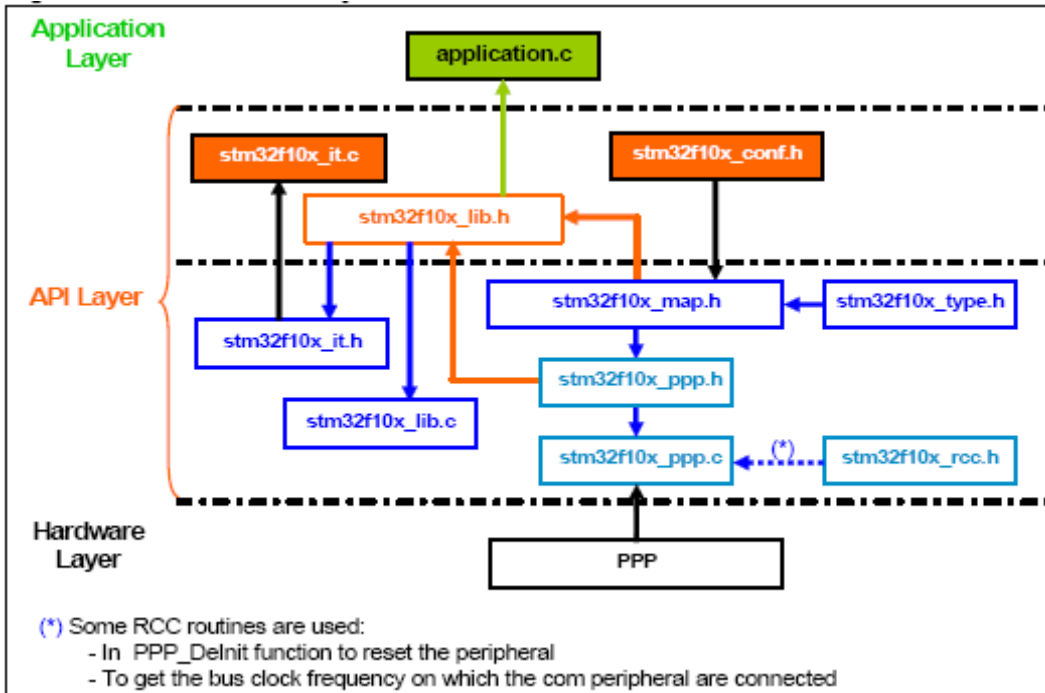 Application
Layer
application.c
stm32f10x_it.c
stm32f10x_conf.h
stm32f10x_lib.h
API Layer
stm32f10x_map.h
stm32f10x_type.h
stm32f10x_it.h
stm32f10x_ppp.h
stm32f10x_lib.c
(*)
stm32f10x_ppp.c
stm32f10x_rcc.h
Hardware
Layer
PPP
(*) Some RCC routines are used:
- In PPP_DeInit function to reset the peripheral
- To get the bus clock frequency on which the com peripheral are connected